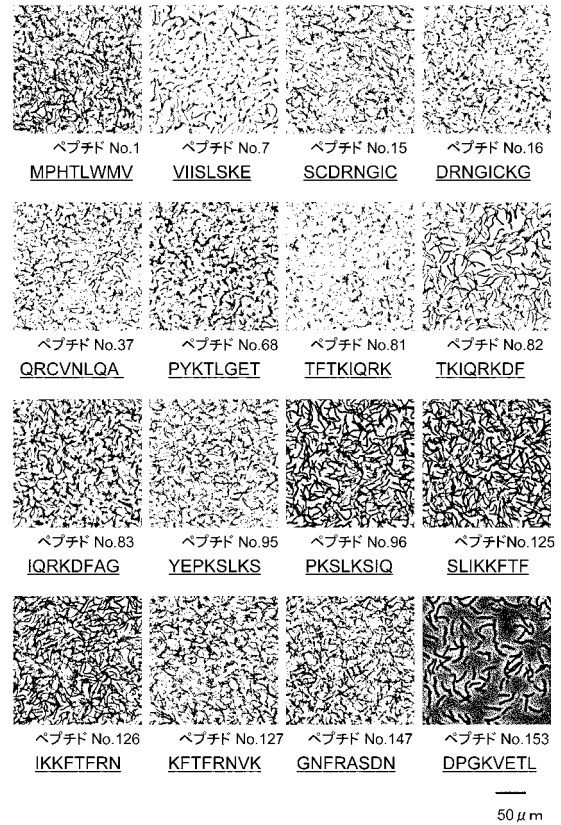 ペプチド No.1 ペプチド No.7 ペプチド No.15 ペプチド No.16
MPHTLWMV VIISLSKE SCDRNGIC DRNGICKG
ペプチド No.37 ペプチド No.68 ペプチド No.81 ペプチド No.82
QRCVNLQA PYKTLGET TFTKIQRK TKIQRKDF
ペプチド No.83 ペプチド No.95 ペプチド No.96 ペプチドNo.125
IQRKDFAG YEPKSLKS PKSLKSIQ SLIKKFTF
ペプチド No.126 ペプチド No.127 ペプチド No.147 ペプチド No.153
IKKFTFRN KFTFRNVK GNFRASDN DPGKVETL
50 μm